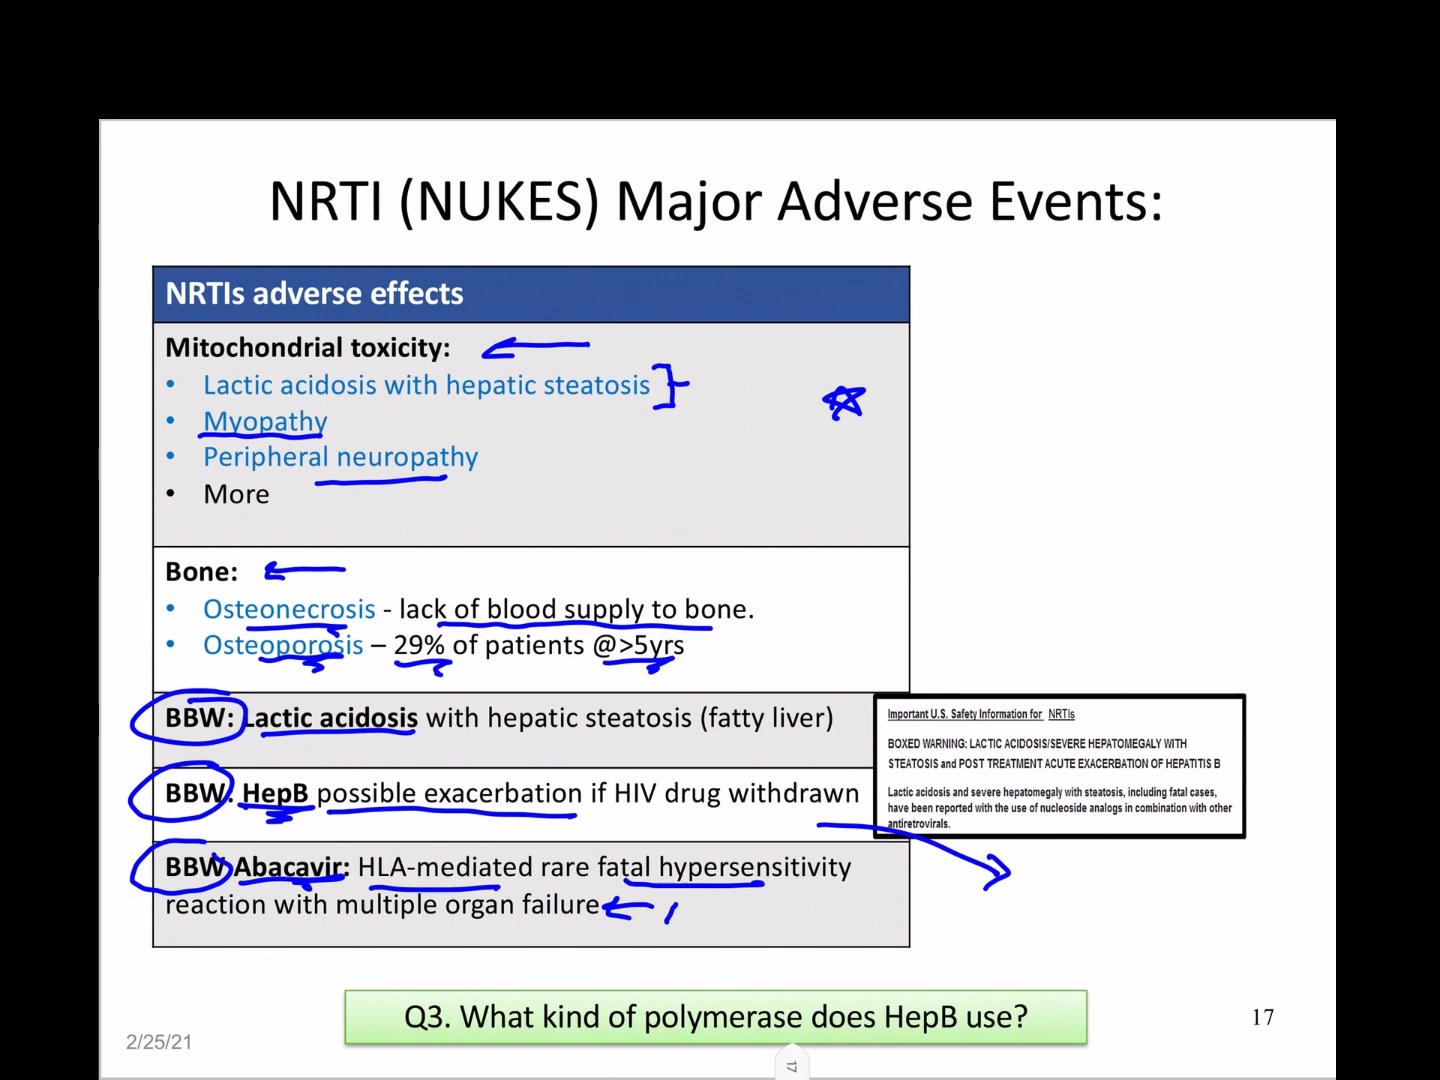 NRTI (NUKES) Major Adverse Events:
NRTIs adverse effects
Mitochondrial toxicity:
• Lactic acidosis with hepatic steatosis
• Myopathy
• Peripheral neuropathy
• More
Bone:
• Osteonecrosis - lack of blood supply to bone.
• Osteoporosis – 29% of patients @>5yrs
BBW: Lactic acidosis with hepatic steatosis (fatty liver)
BBW: HepB possible exacerbation if HIV drug withdrawn
BBW Abacavir: HLA-mediated rare fatal hypersensitivity
reaction with multiple organ failure
Important U.S. Safety Information for NRTIs
BOXED WARNING: LACTIC ACIDOSIS/SEVERE HEPATOMEGALY WITH
STEATOSIS and POST TREATMENT ACUTE EXACERBATION OF HEPATITIS B
Lactic acidosis and severe hepatomegaly with steatosis, including fatal cases,
have been reported with the use of nucleoside analogs in combination with other
antiretrovirals.
Q3. What kind of polymerase does HepB use?
2/25/21
17
17